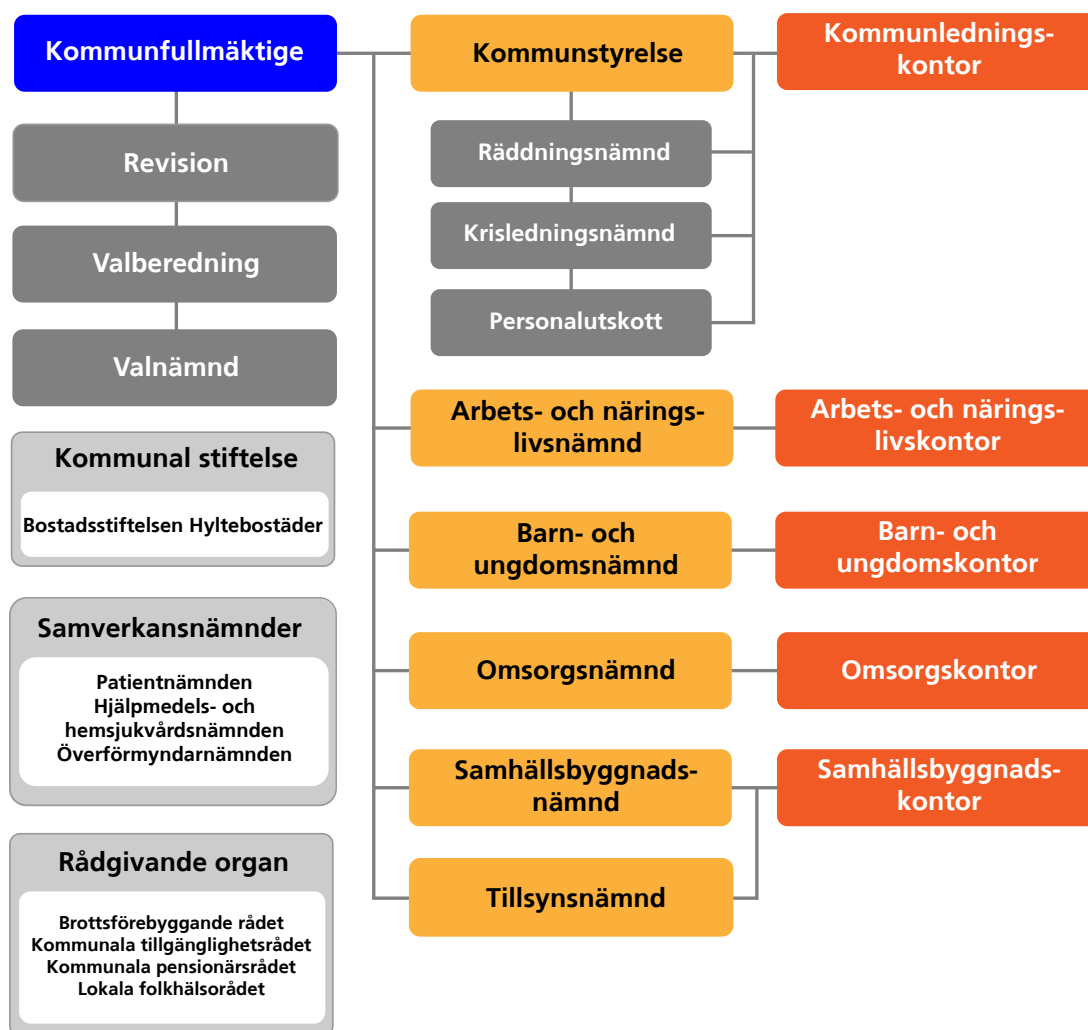 Kommunfullmäktige
Revision
Valberedning
Valnämnd
Kommunal stiftelse
Bostadsstiftelsen Hyltebostäder
Samverkansnämnder
Patientnämnden
Hjälpmedels- och
hemsjukvårdsnämnden
Överförmyndarnämnden
Rådgivande organ
Brottsförebyggande rådet
Kommunala tillgänglighetsrådet
Kommunala pensionärsrådet
Lokala folkhälsorådet
Kommunstyrelse
Räddningsnämnd
Krisledningsnämnd
Personalutskott
Arbets- och närings-
livsnämnd
Barn- och
ungdomsnämnd
Omsorgsnämnd
Samhällsbyggnads-
nämnd
Tillsynsnämnd
Kommunlednings-
kontor
Arbets- och närings-
livskontor
Barn- och
ungdomskontor
Omsorgskontor
Samhällsbyggnads-
kontor